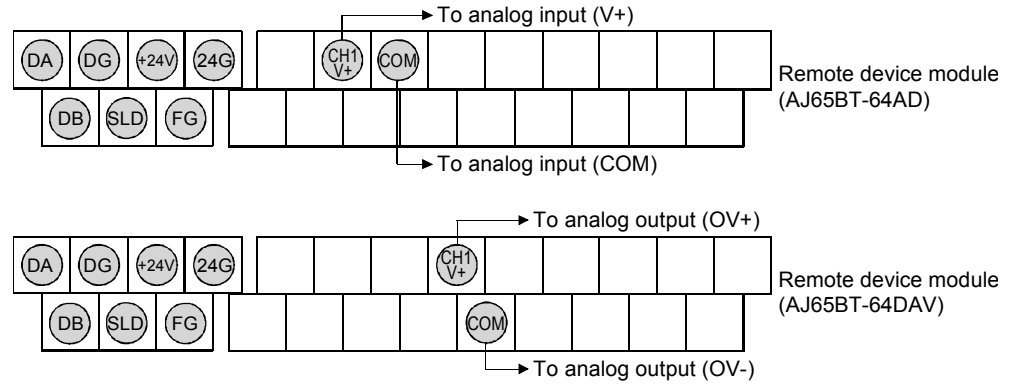 To analog input (V+)
DA DG +24V 24G CH1 V+ COM
Remote device module
(AJ65BT-64AD)
DB SLD FG
To analog input (COM)
To analog output (OV+)
DA DG +24V 24G CH1 V+
Remote device module
(AJ65BT-64DAV)
DB SLD FG COM
To analog output (OV-)